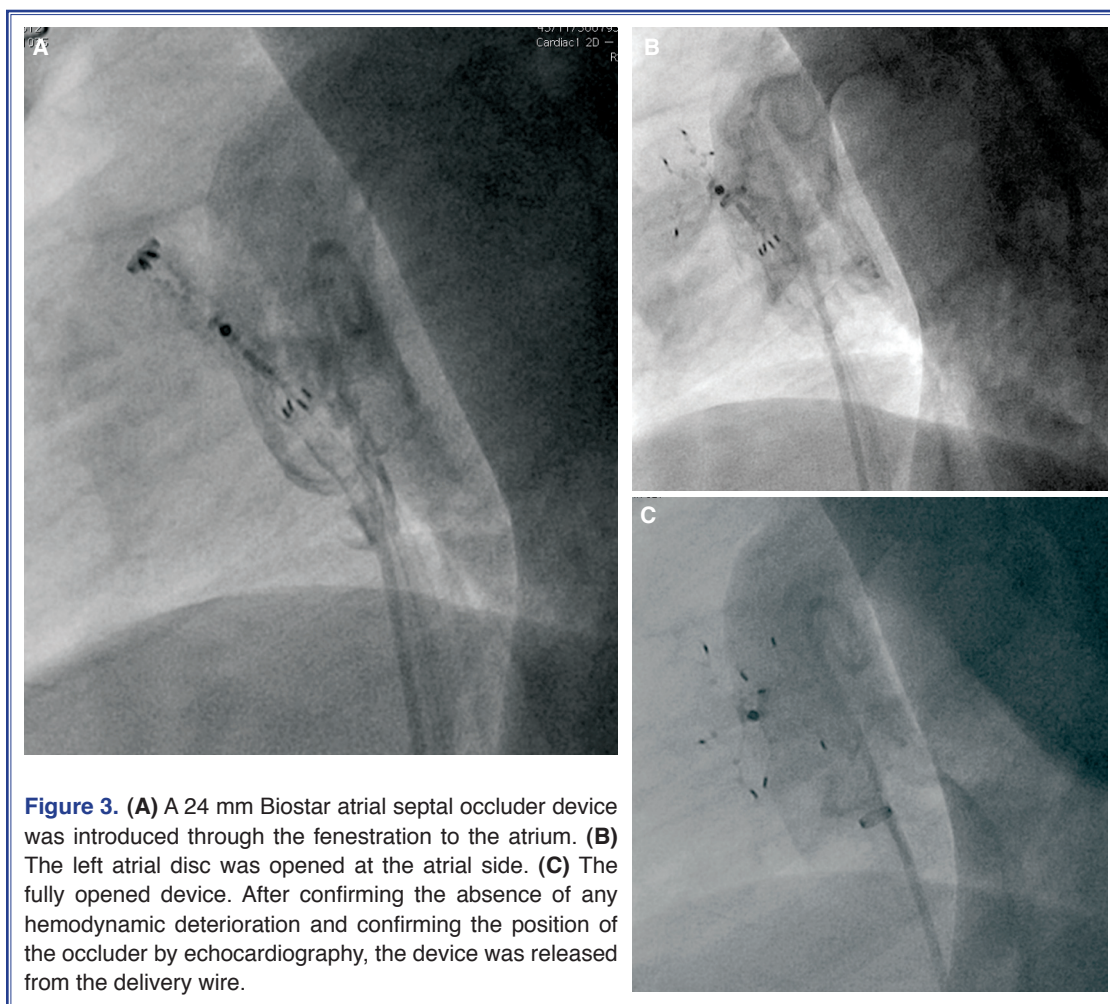 A
Cardiac1 2D –
R
B
C
Figure 3. (A) A 24 mm Biostar atrial septal occluder device
was introduced through the fenestration to the atrium. (B)
The left atrial disc was opened at the atrial side. (C) The
fully opened device. After confirming the absence of any
hemodynamic deterioration and confirming the position of
the occluder by echocardiography, the device was released
from the delivery wire.